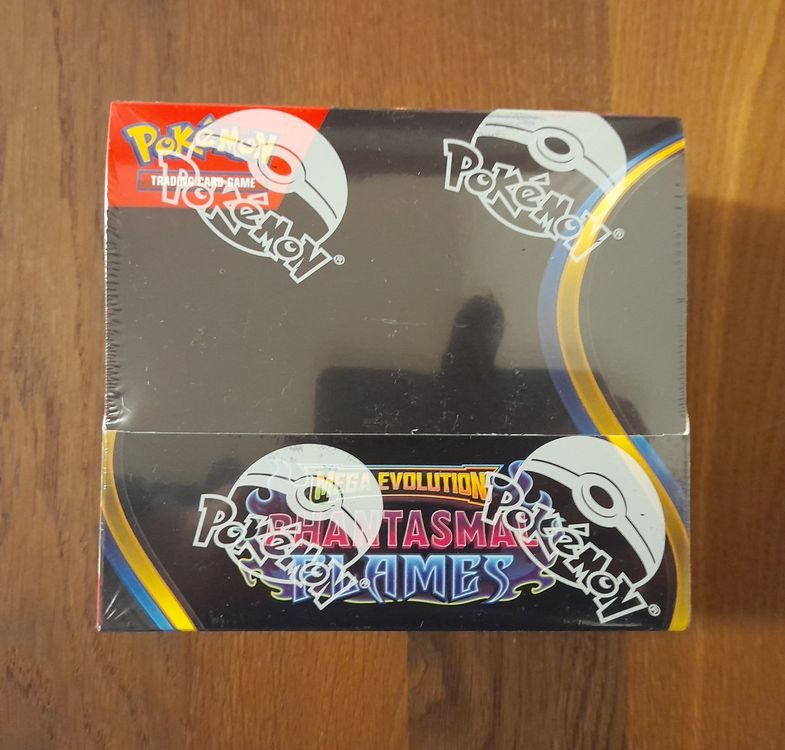 POKéMON
TRADING CARD GAME
POKéMON®
POKéMON®
MEGA EVOLUTION
PHANTASMAL
FLAMES
POKéMON®
POKéMON®